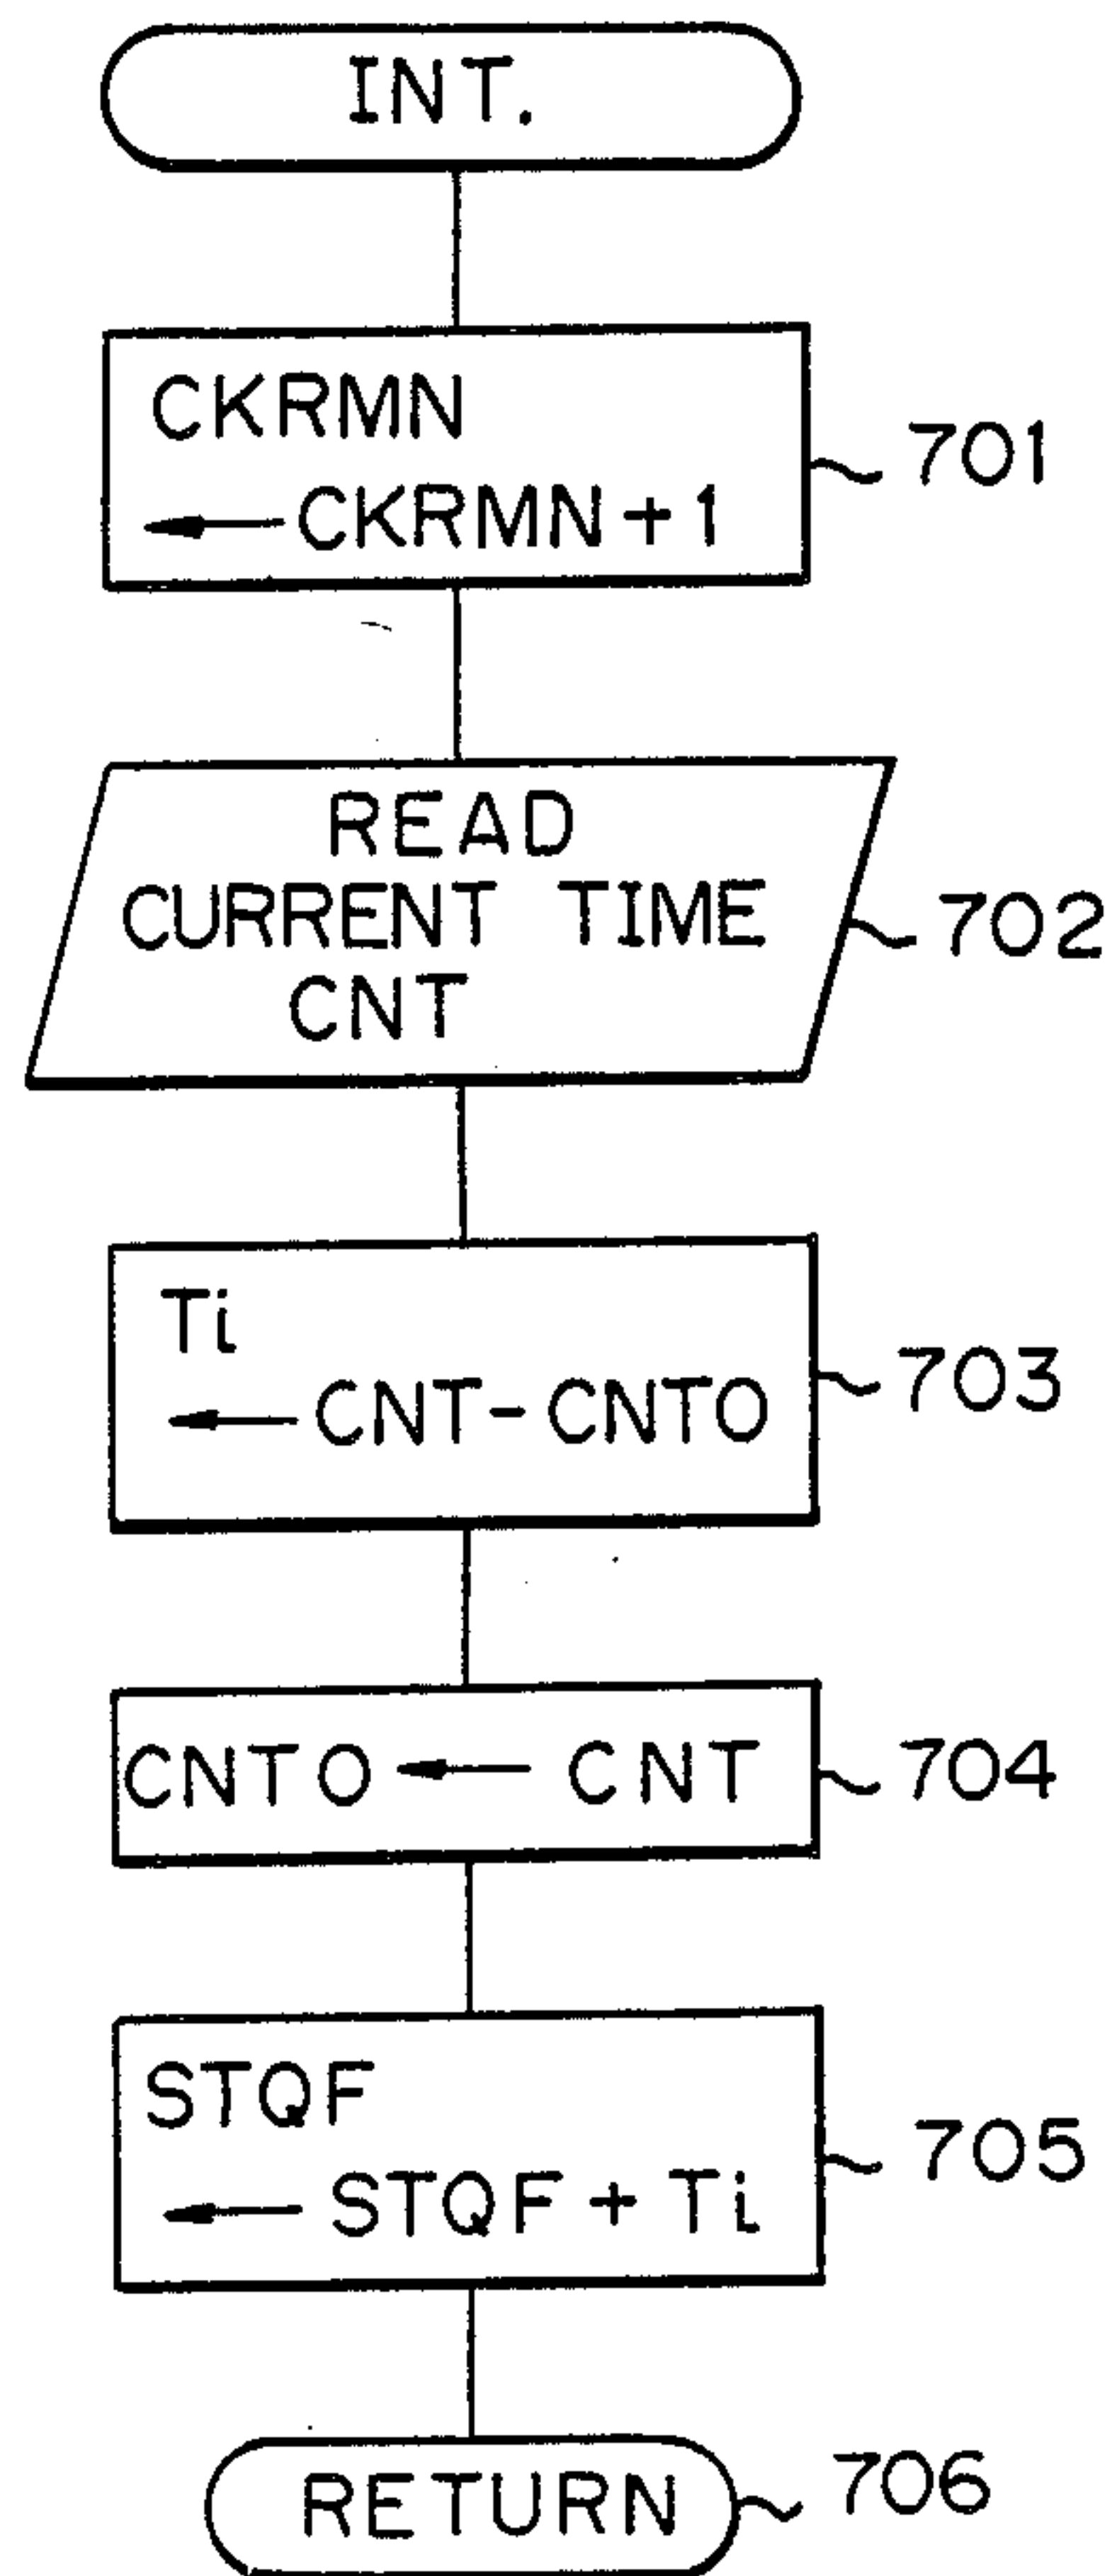 INT.
CKRMN
← CKRMN + 1
701
READ
CURRENT TIME
CNT
702
Ti
← CNT - CNTO
703
CNTO ← CNT
704
STQF
← STQF + Ti
705
RETURN
706